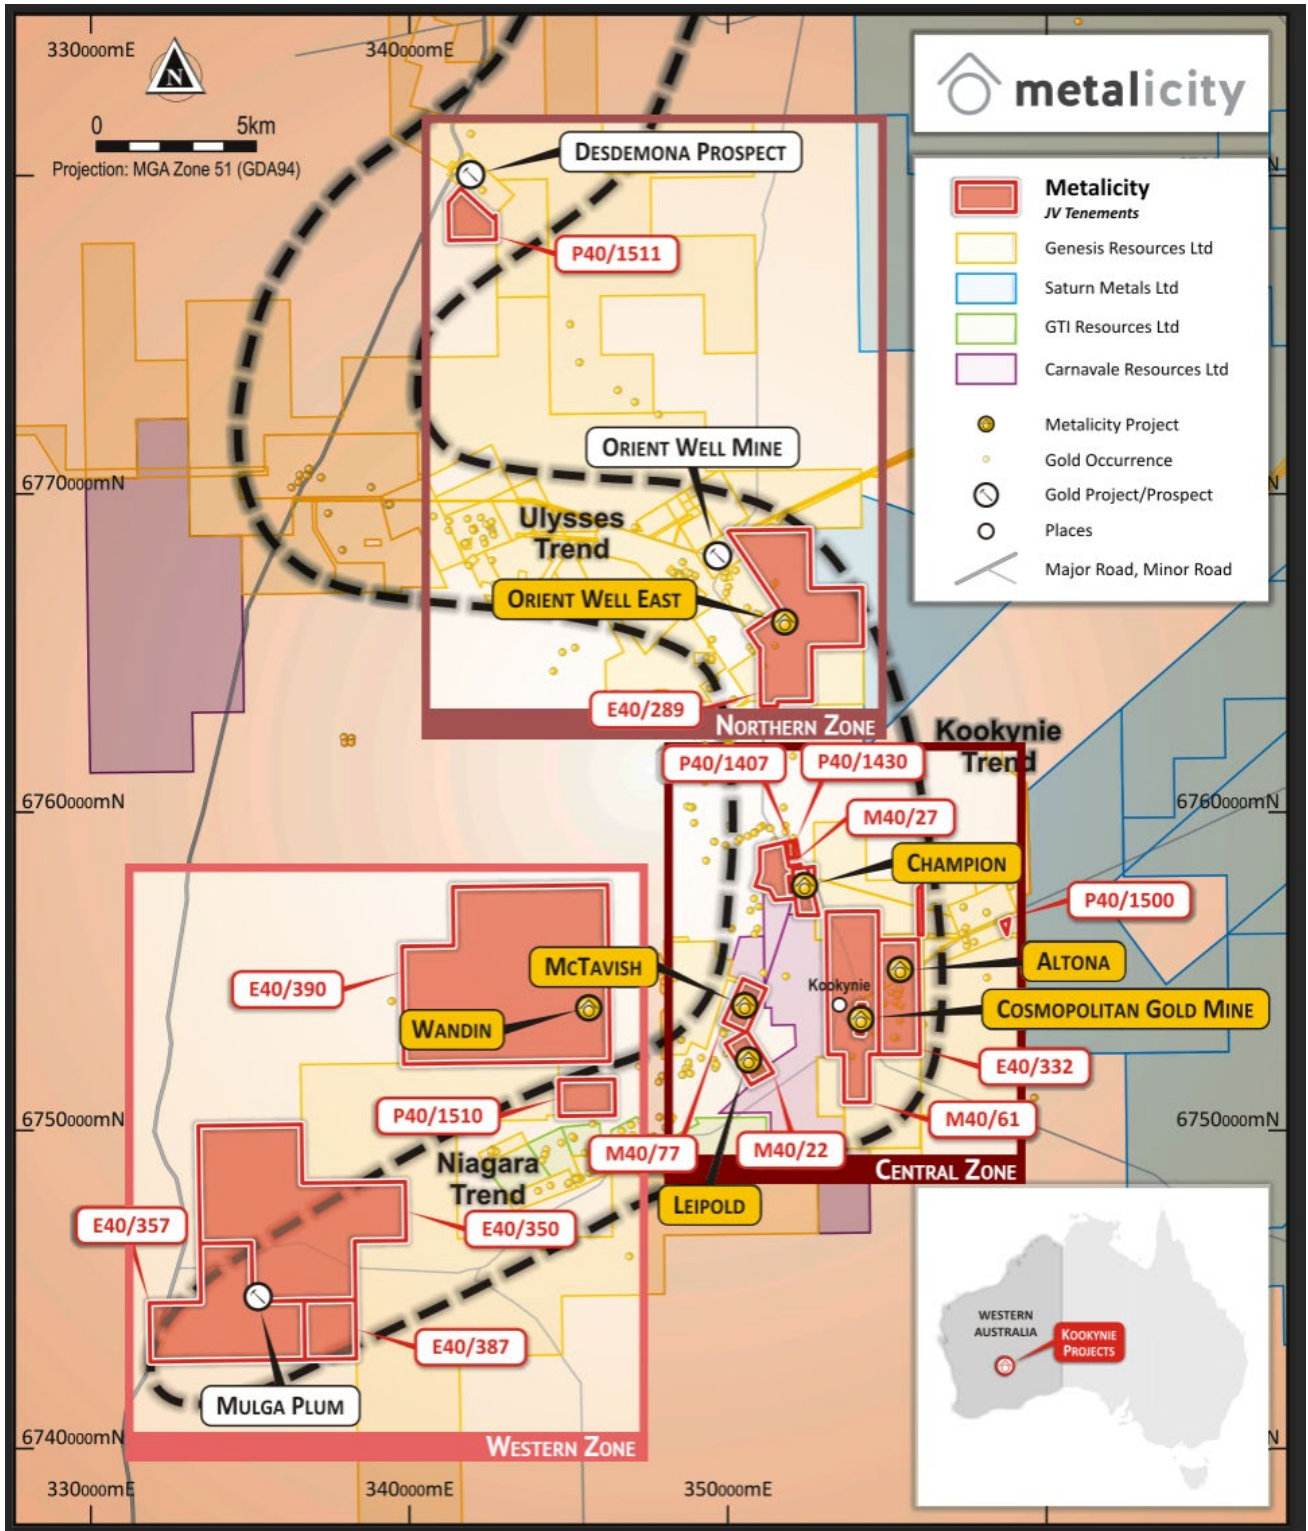 330000mE
340000mE
N
0
5km
Projection: MGA Zone 51 (GDA94)
metalicity
Metalicity
JV Tenements
Genesis Resources Ltd
Saturn Metals Ltd
GTI Resources Ltd
Carnavale Resources Ltd
Metalicity Project
Gold Occurrence
Gold Project/Prospect
Places
Major Road, Minor Road
DESDEMONA PROSPECT
P40/1511
ORIENT WELL MINE
6770000mN
Ulysses
Trend
ORIENT WELL EAST
E40/289
NORTHERN ZONE
Kookynie
Trend
P40/1407
P40/1430
6760000mN
6760000mN
M40/27
CHAMPION
P40/1500
MCTAVISH
ALTONA
E40/390
Kookynie
WANDIN
COSMOPOLITAN GOLD MINE
E40/332
P40/1510
6750000mN
6750000mN
M40/61
M40/77
M40/22
CENTRAL ZONE
Niagara
Trend
LEIPOLD
E40/357
E40/350
E40/387
MULGA PLUM
WESTERN ZONE
6740000mN
N
WESTERN
AUSTRALIA
KOOKYNIE
PROJECTS
330000mE
340000mE
350000mE